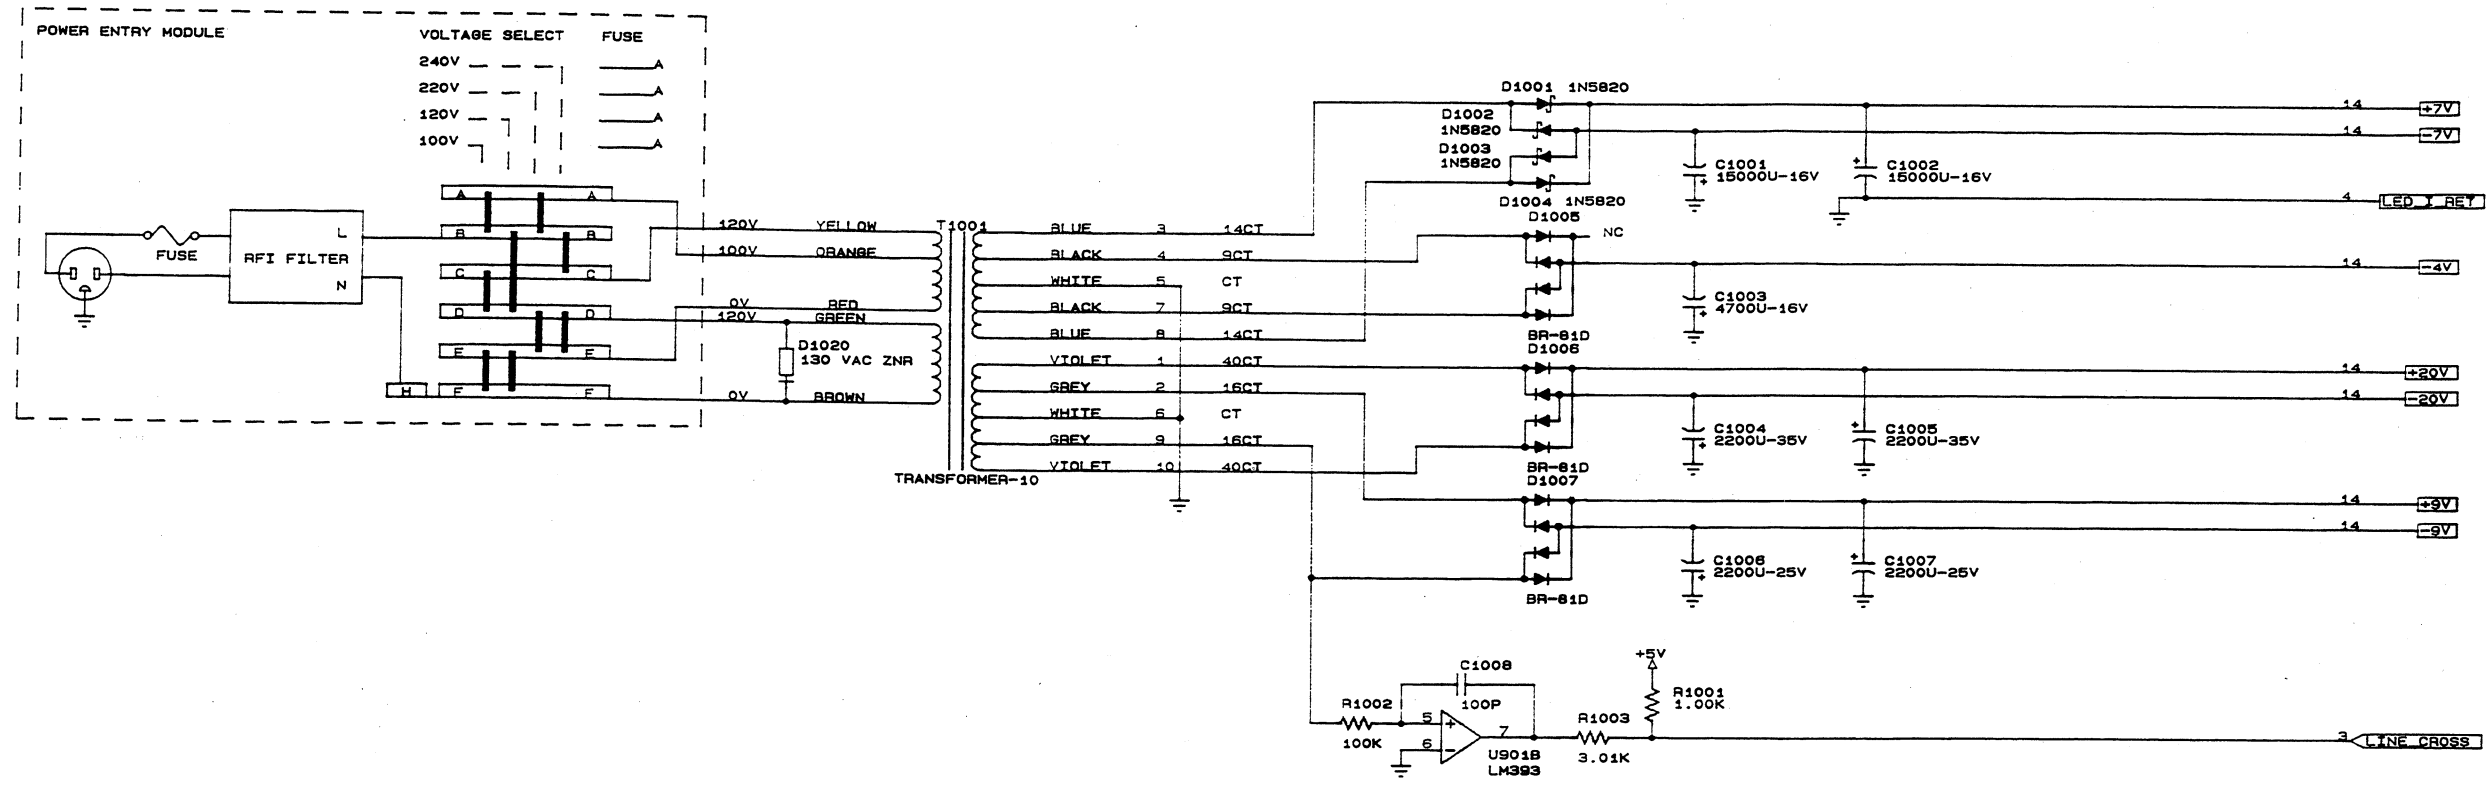 POWER ENTRY MODULE
VOLTAGE SELECT
FUSE
240V
A
220V
A
120V
A
100V
A
A A
B B
C C
D D
E E
H F F
FUSE
RFI FILTER
L
N
120V YELLOW
100V ORANGE
0V RED
120V GREEN
D1020
130 VAC ZNR
0V BROWN
T1001
TRANSFORMER-10
BLUE 3 14CT
BLACK 4 9CT
WHITE 5 CT
BLACK 7 9CT
BLUE 8 14CT
VIOLET 1 40CT
GREY 2 16CT
WHITE 6 CT
GREY 9 16CT
VIOLET 10 40CT
D1001 1N5820
D1002
1N5820
D1003
1N5820
D1004 1N5820
D1005
NC
BR-81D
D1006
BR-81D
D1007
BR-81D
+
C1001
15000U-16V
+
C1002
15000U-16V
+
C1003
4700U-16V
+
C1004
2200U-35V
+
C1005
2200U-35V
+
C1006
2200U-25V
+
C1007
2200U-25V
14 +7V
14 -7V
4 LED_I_RET
14 -4V
14 +20V
14 -20V
14 +9V
14 -9V
C1008
100P
R1002
100K
5 +
6 -
7
U901B
LM393
R1003
3.01K
+5V
R1001
1.00K
3 LINE_CROSS